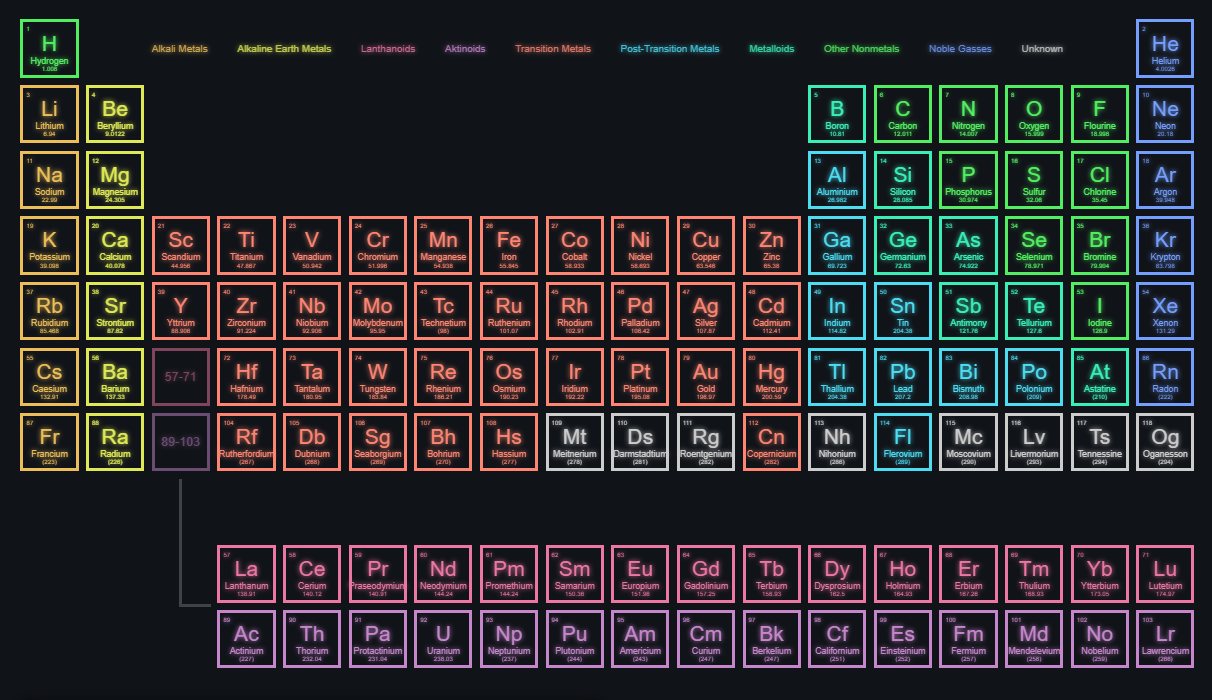 1 2
H Alkali Metals Alkaline Earth Metals Lanthanoids Aktinoids Transition Metals Post-Transition Metals Metalloids Other Nonmetals Noble Gasses Unknown He
Hydrogen Helium
1.008 4.0026
3 4 5 6 7 8 9 10
Li Be B C N O F Ne
Lithium Beryllium Boron Carbon Nitrogen Oxygen Flourine Neon
6.94 9.0122 10.81 12.011 14.007 15.999 18.998 20.18
11 12 13 14 15 16 17 18
Na Mg Al Si P S Cl Ar
Sodium Magnesium Aluminium Silicon Phosphorus Sulfur Chlorine Argon
22.99 24.305 26.982 28.085 30.974 32.06 35.45 39.948
19 20 21 22 23 24 25 26 27 28 29 30 31 32 33 34 35 36
K Ca Sc Ti V Cr Mn Fe Co Ni Cu Zn Ga Ge As Se Br Kr
Potassium Calcium Scandium Titanium Vanadium Chromium Manganese Iron Cobalt Nickel Copper Zinc Gallium Germanium Arsenic Selenium Bromine Krypton
39.098 40.078 44.956 47.867 50.942 51.996 54.938 55.845 58.933 58.693 63.546 65.38 69.723 72.63 74.922 78.971 79.904 83.798
37 38 39 40 41 42 43 44 45 46 47 48 49 50 51 52 53 54
Rb Sr Y Zr Nb Mo Tc Ru Rh Pd Ag Cd In Sn Sb Te I Xe
Rubidium Strontium Yttrium Zirconium Niobium Molybdenum Technetium Ruthenium Rhodium Palladium Silver Cadmium Indium Tin Antimony Tellurium Iodine Xenon
85.468 87.62 88.906 91.224 92.906 95.95 (98) 101.07 102.91 106.42 107.87 112.41 114.82 204.38 121.76 127.6 126.9 131.29
55 56 72 73 74 75 76 77 78 79 80 81 82 83 84 85 86
Cs Ba 57-71 Hf Ta W Re Os Ir Pt Au Hg Tl Pb Bi Po At Rn
Caesium Barium Hafnium Tantalum Tungsten Rhenium Osmium Iridium Platinum Gold Mercury Thallium Lead Bismuth Polonium Astatine Radon
132.91 137.33 178.49 180.95 183.84 186.21 190.23 192.22 195.08 196.97 200.59 204.38 207.2 208.98 (209) (210) (222)
87 88 104 105 106 107 108 109 110 111 112 113 114 115 116 117 118
Fr Ra 89-103 Rf Db Sg Bh Hs Mt Ds Rg Cn Nh Fl Mc Lv Ts Og
Francium Radium Rutherfordium Dubnium Seaborgium Bohrium Hassium Meitnerium Darmstadtium Roentgenium Copernicium Nihonium Flerovium Moscovium Livermorium Tennessine Oganesson
(223) (226) (267) (268) (269) (270) (277) (278) (281) (282) (282) (286) (289) (290) (293) (294) (294)
57 58 59 60 61 62 63 64 65 66 67 68 69 70 71
La Ce Pr Nd Pm Sm Eu Gd Tb Dy Ho Er Tm Yb Lu
Lanthanum Cerium Praseodymium Neodymium Promethium Samarium Europium Gadolinium Terbium Dysprosium Holmium Erbium Thulium Ytterbium Lutetium
138.91 140.12 140.91 144.24 144.24 150.36 151.96 157.25 158.93 162.5 164.93 167.26 168.93 173.05 174.97
89 90 91 92 93 94 95 96 97 98 99 100 101 102 103
Ac Th Pa U Np Pu Am Cm Bk Cf Es Fm Md No Lr
Actinium Thorium Protactinium Uranium Neptunium Plutonium Americium Curium Berkelium Californium Einsteinium Fermium Mendelevium Nobelium Lawrencium
(227) 232.04 231.04 238.03 (237) (244) (243) (247) (247) (251) (252) (257) (258) (259) (266)